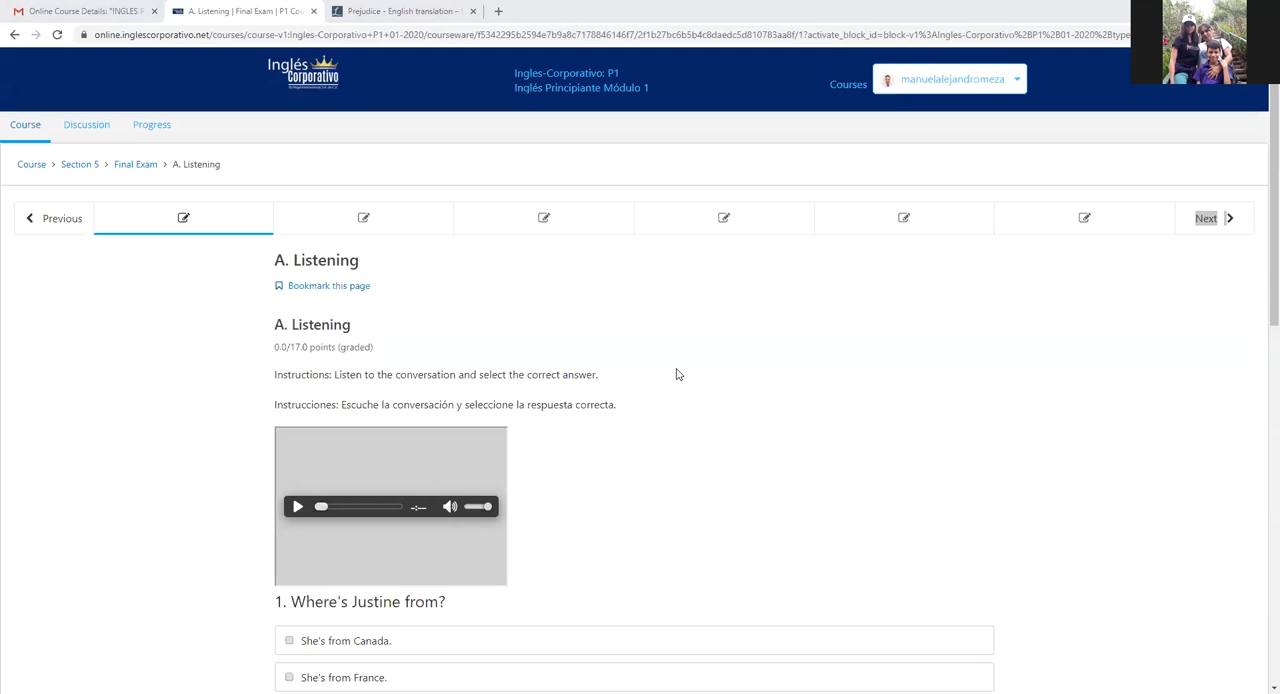 Online Course Details: "INGLES P
A. Listening | Final Exam | P1 Co
Prejudice - English translation –
online.inglescorporativo.net/courses/course-v1:Ingles-Corporativo+P1+01-2020/courseware/f5342295b2594e7b9a8c7178846146f7/2f1b27bc6b5b4c8daedc5d810783aa8f/1?activate_block_id=block-v1%3AIngles-Corporativo%2BP1%2B01-2020%2Btype
Inglés
Corporativo
Ingles-Corporativo: P1
Inglés Principiante Módulo 1
Courses
manuelalejandromeza
Course
Discussion
Progress
Course > Section 5 > Final Exam > A. Listening
Previous
Next
A. Listening
Bookmark this page
A. Listening
0.0/17.0 points (graded)
Instructions: Listen to the conversation and select the correct answer.
Instrucciones: Escuche la conversación y seleccione la respuesta correcta.
-:--
1. Where's Justine from?
She's from Canada.
She's from France.